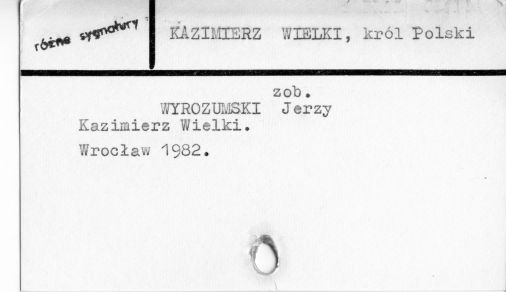 różne sygnatury
KAZIMIERZ WIELKI, król Polski
zob.
WYROZUMSKI Jerzy
Kazimierz Wielki.
Wrocław 1982.